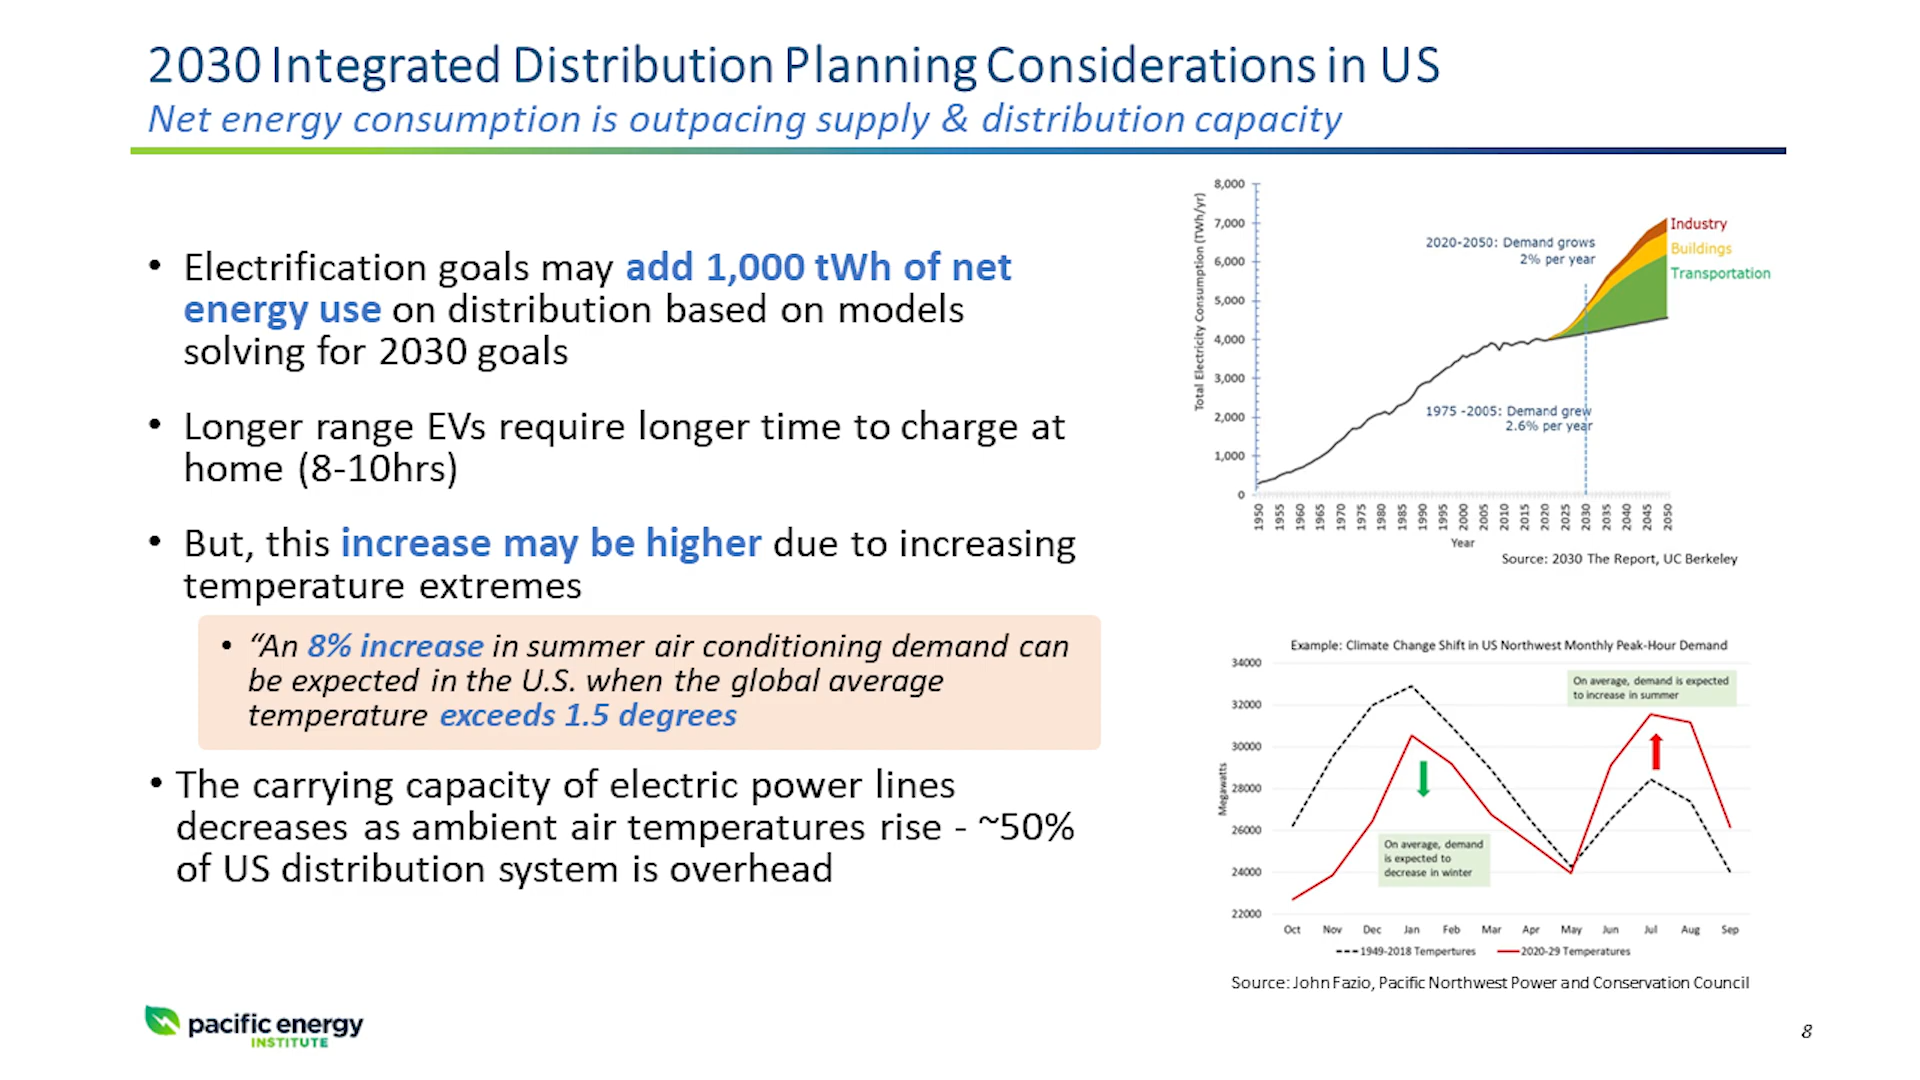 2030 Integrated Distribution Planning Considerations in US
Net energy consumption is outpacing supply & distribution capacity
• Electrification goals may add 1,000 tWh of net
energy use on distribution based on models
solving for 2030 goals
• Longer range EVs require longer time to charge at
home (8-10hrs)
• But, this increase may be higher due to increasing
temperature extremes
• “An 8% increase in summer air conditioning demand can
be expected in the U.S. when the global average
temperature exceeds 1.5 degrees
• The carrying capacity of electric power lines
decreases as ambient air temperatures rise - ~50%
of US distribution system is overhead
Total Electricity Consumption (TWh/yr)
8,000
7,000
6,000
5,000
4,000
3,000
2,000
1,000
0
2020-2050: Demand grows
2% per year
Industry
Buildings
Transportation
1975 -2005: Demand grew
2.6% per year
1950 1955 1960 1965 1970 1975 1980 1985 1990 1995 2000 2005 2010 2015 2020 2025 2030 2035 2040 2045 2050
Year
Source: 2030 The Report, UC Berkeley
Example: Climate Change Shift in US Northwest Monthly Peak-Hour Demand
Megawatts
34000
32000
30000
28000
26000
24000
22000
On average, demand is expected
to increase in summer
On average, demand
is expected to
decrease in winter
Oct Nov Dec Jan Feb Mar Apr May Jun Jul Aug Sep
1949-2018 Tempertures 2020-29 Temperatures
Source: John Fazio, Pacific Northwest Power and Conservation Council
pacific energy
INSTITUTE
8